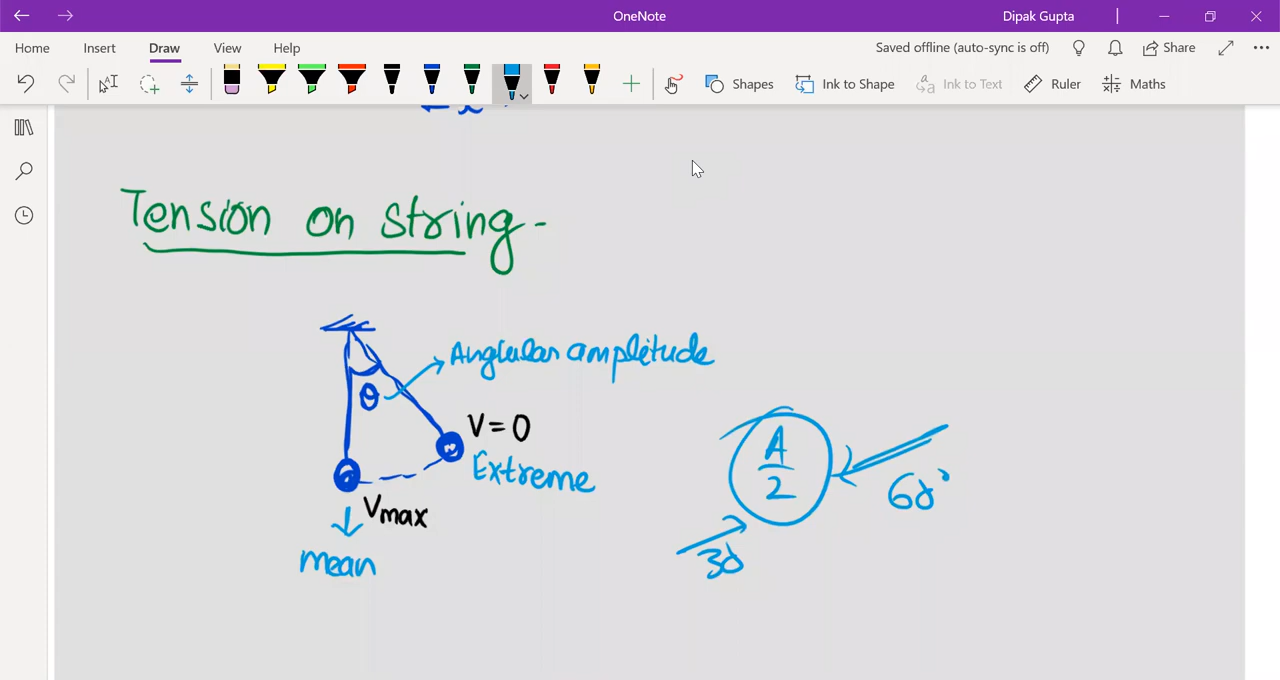 OneNote
Dipak Gupta
Home Insert Draw View Help
Saved offline (auto-sync is off)
Share
Shapes
Ink to Shape
Ink to Text
Ruler
Maths
x
Tension on string-
θ
Angular amplitude
V=0
Extreme
Vmax
mean
A
2
60°
30